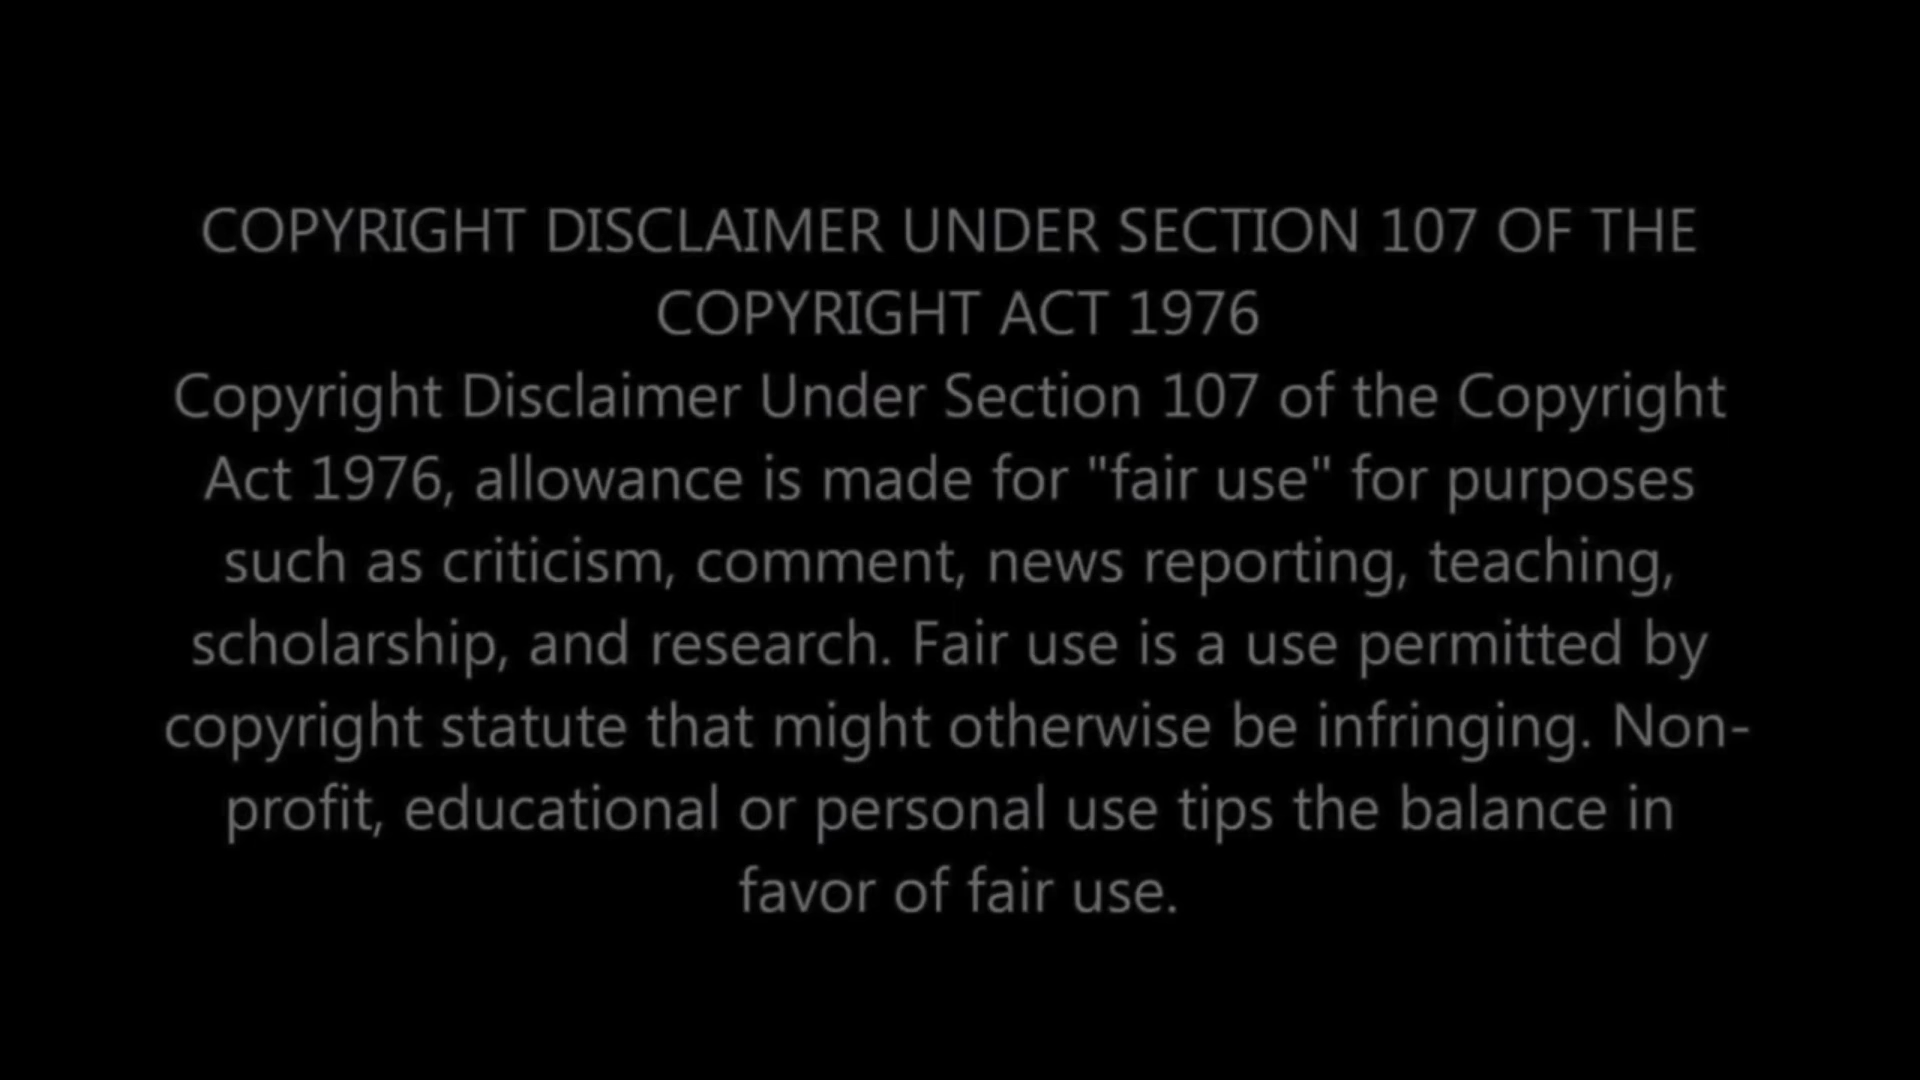 COPYRIGHT DISCLAIMER UNDER SECTION 107 OF THE
COPYRIGHT ACT 1976
Copyright Disclaimer Under Section 107 of the Copyright
Act 1976, allowance is made for "fair use" for purposes
such as criticism, comment, news reporting, teaching,
scholarship, and research. Fair use is a use permitted by
copyright statute that might otherwise be infringing. Non-
profit, educational or personal use tips the balance in
favor of fair use.